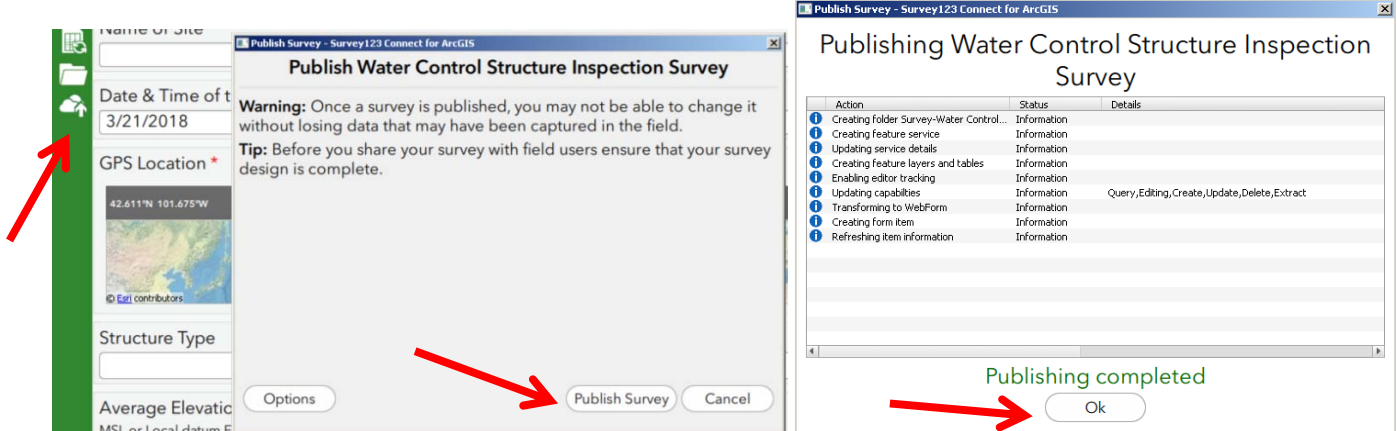 Name of Site
Date & Time of t
3/21/2018
GPS Location *
42.611°N 101.675°W
© Esri contributors
Structure Type
Average Elevatic
MSL or Local datum E
Publish Survey - Survey123 Connect for ArcGIS
Publish Water Control Structure Inspection Survey
Warning: Once a survey is published, you may not be able to change it
without losing data that may have been captured in the field.
Tip: Before you share your survey with field users ensure that your survey
design is complete.
Options
Publish Survey
Cancel
Publish Survey - Survey123 Connect for ArcGIS
Publishing Water Control Structure Inspection
Survey
Action Status Details
Creating folder Survey-Water Control... Information
Creating feature service Information
Updating service details Information
Creating feature layers and tables Information
Enabling editor tracking Information
Updating capabilties Information Query,Editing,Create,Update,Delete,Extract
Transforming to WebForm Information
Creating form item Information
Refreshing item information Information
Publishing completed
Ok